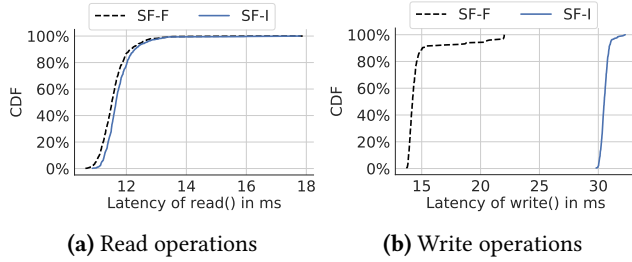 SF-F SF-I
100%
80%
60%
40%
20%
0%
CDF
12 14 16 18
Latency of read() in ms
(a) Read operations
SF-F SF-I
100%
80%
60%
40%
20%
0%
CDF
15 20 25 30
Latency of write() in ms
(b) Write operations